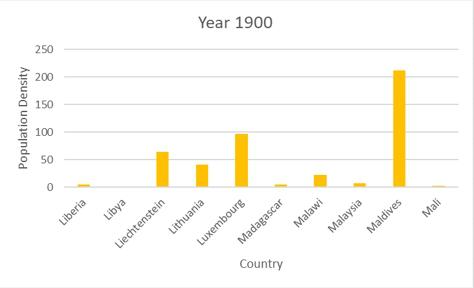 Year 1900
Population Density
250
200
150
100
50
0
Liberia
Libya
Liechtenstein
Lithuania
Luxembourg
Madagascar
Malawi
Malaysia
Maldives
Mali
Country